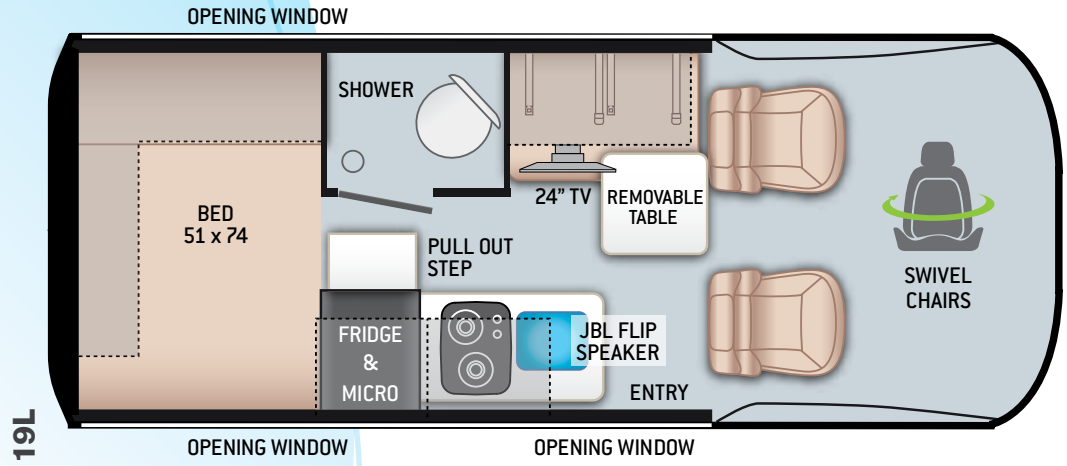 OPENING WINDOW
SHOWER
24” TV
REMOVABLE
TABLE
BED
51 x 74
PULL OUT
STEP
SWIVEL
CHAIRS
FRIDGE
&
MICRO
JBL FLIP
SPEAKER
ENTRY
19L
OPENING WINDOW
OPENING WINDOW